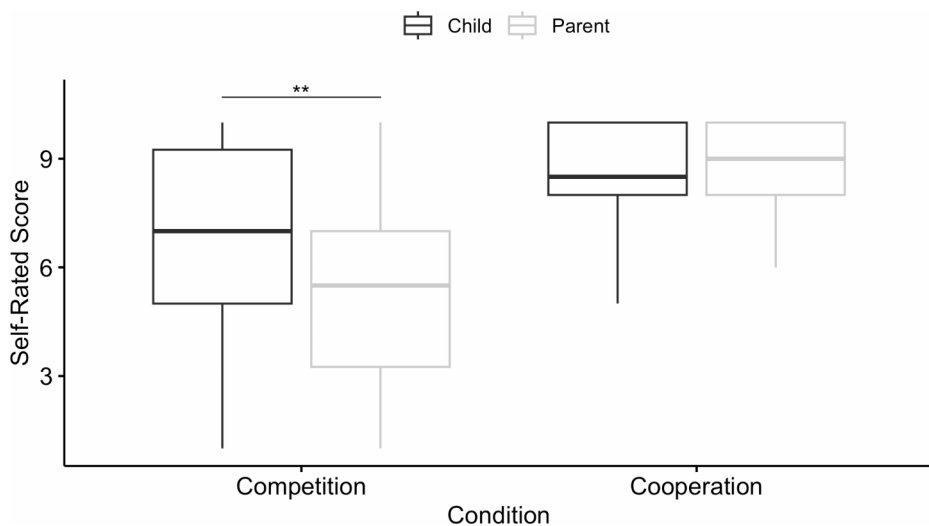 Child Parent
**
9
6
3
Self-Rated Score
Competition Cooperation
Condition